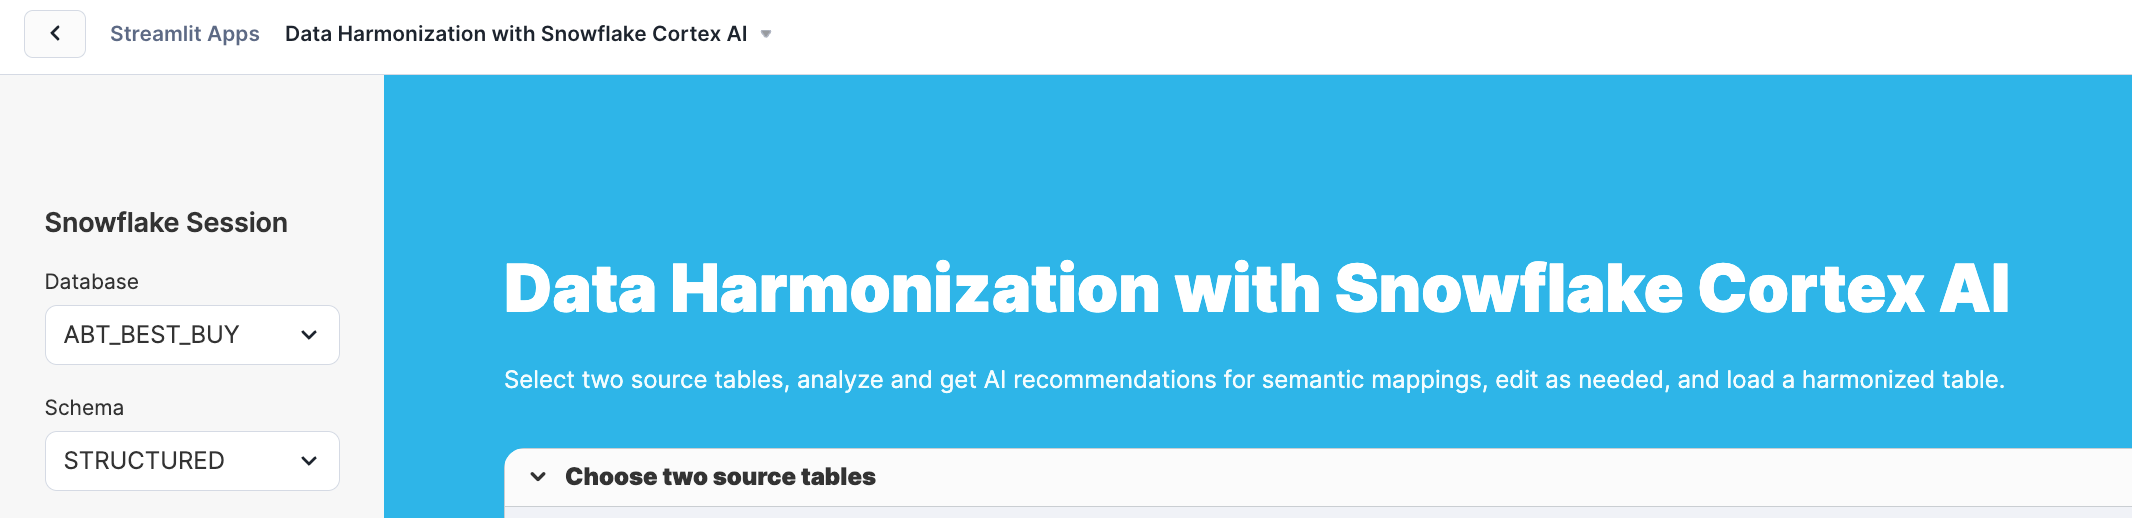 Streamlit Apps
Data Harmonization with Snowflake Cortex AI
Snowflake Session
Database
ABT_BEST_BUY
Schema
STRUCTURED
Data Harmonization with Snowflake Cortex AI
Select two source tables, analyze and get AI recommendations for semantic mappings, edit as needed, and load a harmonized table.
Choose two source tables